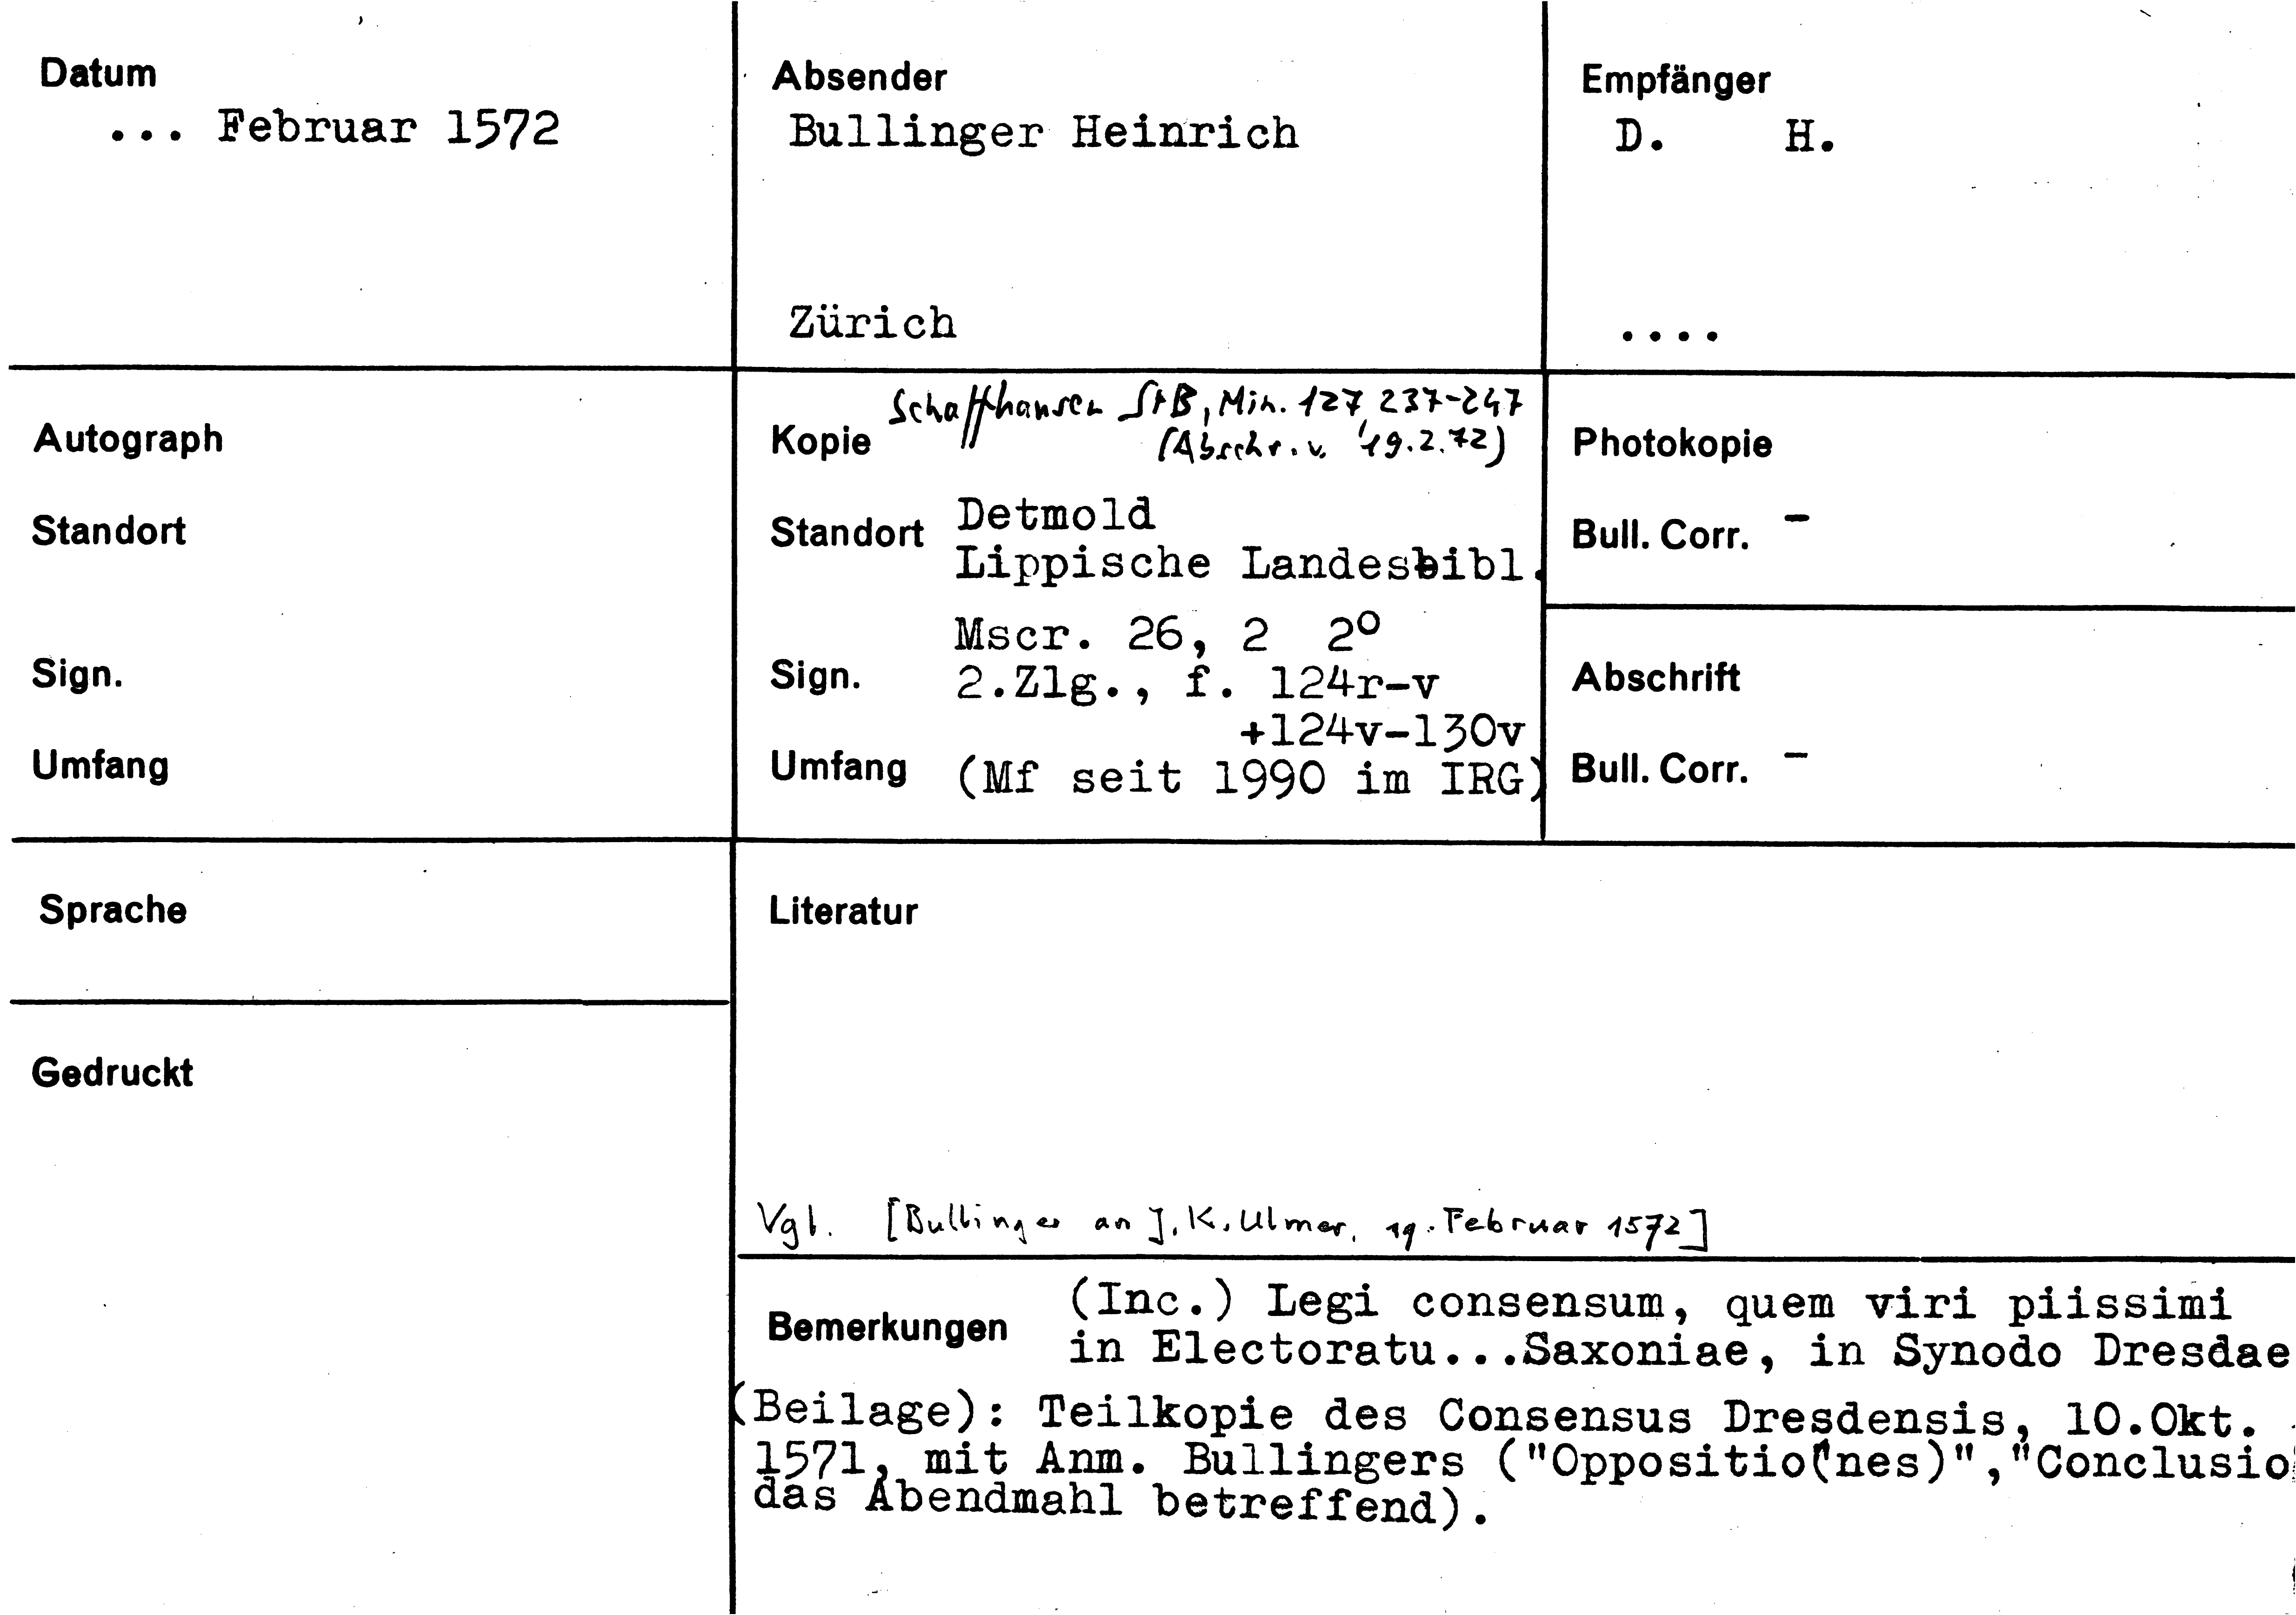 Datum
... Februar 1572
Absender
Bullinger Heinrich
Zürich
Empfänger
D. H.
....
Autograph
Standort
Sign.
Umfang
Schaffhausen StB, Min. 127, 237-247
Kopie (Abschr. v. 19.2.72)
Standort Detmold
Lippische Landesbibl.
Mscr. 26, 2 2°
Sign. 2.Zlg., f. 124r-v
+124v-130v
Umfang (Mf seit 1990 im IRG)
Photokopie
Bull. Corr. -
Abschrift
Bull. Corr. -
Sprache
Gedruckt
Literatur
Vgl. [Bullinger an J. K. Ulmer, 19. Februar 1572]
Bemerkungen (Inc.) Legi consensum, quem viri piissimi
in Electoratu...Saxoniae, in Synodo Dresdae
(Beilage): Teilkopie des Consensus Dresdensis, 10.Okt.
1571, mit Anm. Bullingers ("Oppositio(nes)","Conclusio
das Abendmahl betreffend).